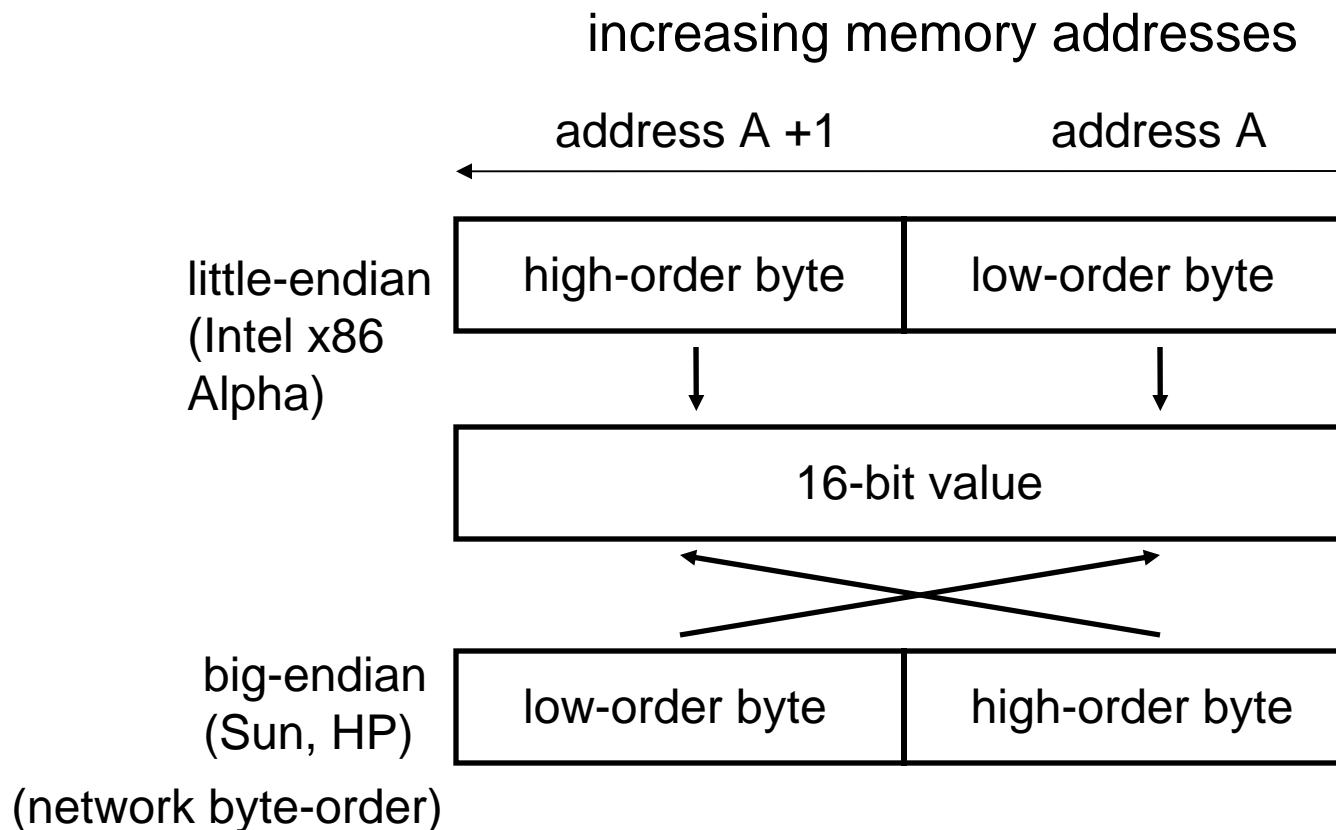 increasing memory addresses
address A +1
address A
little-endian
(Intel x86
Alpha)
high-order byte
low-order byte
16-bit value
big-endian
(Sun, HP)
(network byte-order)
low-order byte
high-order byte